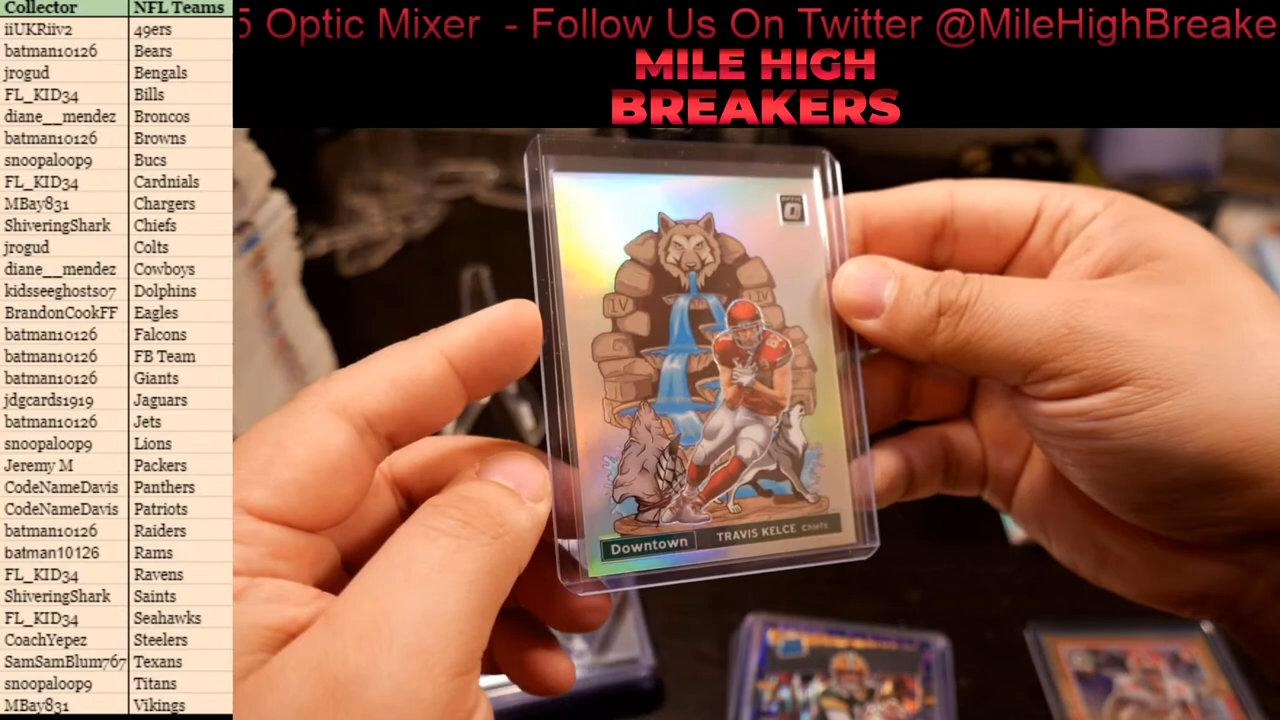 Collector NFL Teams
iiUKRiiv2 49ers
batman10126 Bears
jrogud Bengals
FL_KID34 Bills
diane__mendez Broncos
batman10126 Browns
snoopaloop9 Bucs
FL_KID34 Cardnials
MBay831 Chargers
ShiveringShark Chiefs
jrogud Colts
diane__mendez Cowboys
kidsseeghosts07 Dolphins
BrandonCookFF Eagles
batman10126 Falcons
batman10126 FB Team
batman10126 Giants
jdgcards1919 Jaguars
batman10126 Jets
snoopaloop9 Lions
Jeremy M Packers
CodeNameDavis Panthers
CodeNameDavis Patriots
batman10126 Raiders
batman10126 Rams
FL_KID34 Ravens
ShiveringShark Saints
FL_KID34 Seahawks
CoachYepez Steelers
SamSamBlum767 Texans
snoopaloop9 Titans
MBay831 Vikings
5 Optic Mixer - Follow Us On Twitter @MileHighBreake
MILE HIGH
BREAKERS
OPTIC
LV LIV
Downtown TRAVIS KELCE Chiefs